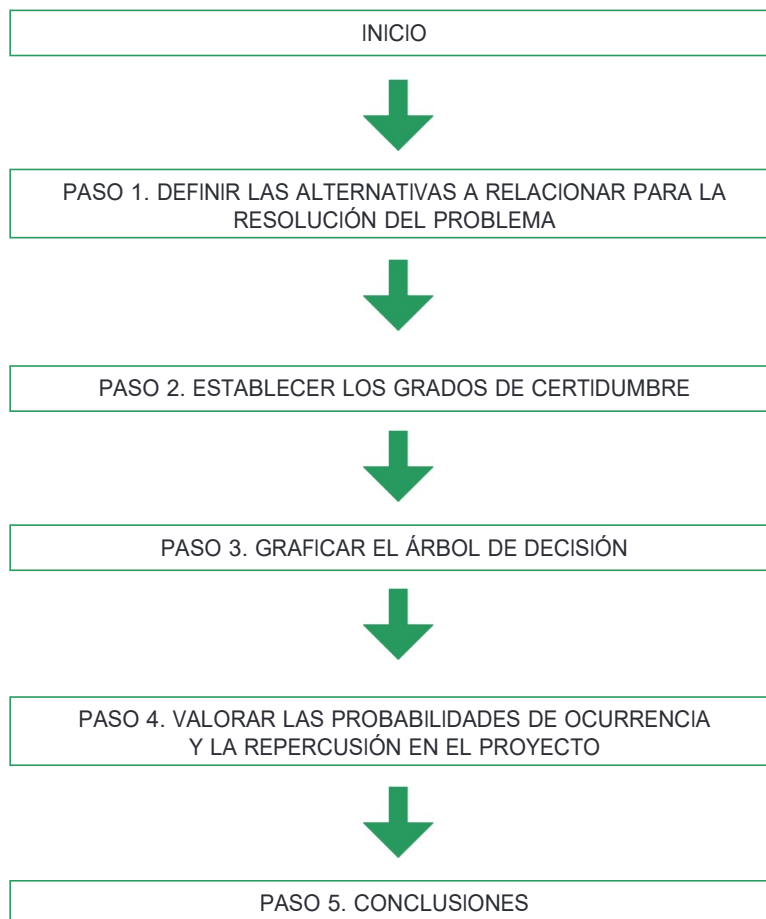 INICIO
PASO 1. DEFINIR LAS ALTERNATIVAS A RELACIONAR PARA LA
RESOLUCIÓN DEL PROBLEMA
PASO 2. ESTABLECER LOS GRADOS DE CERTIDUMBRE
PASO 3. GRAFICAR EL ÁRBOL DE DECISIÓN
PASO 4. VALORAR LAS PROBABILIDADES DE OCURRENCIA
Y LA REPERCUSIÓN EN EL PROYECTO
PASO 5. CONCLUSIONES